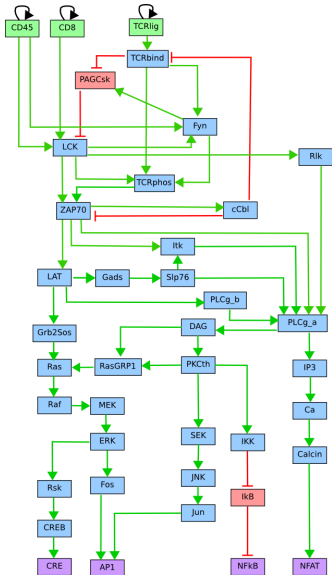 CD45 CD8 TCRlig
TCRbind
PAGCsk
Fyn
LCK
Rlk
TCRphos
ZAP70 cCbl
Itk
LAT Gads Slp76
PLCg_b
DAG PLCg_a
Grb2Sos
Ras RasGRP1 PKCth IP3
Raf MEK
Ca
ERK SEK IKK
Calcin
JNK
Rsk Fos
IkB
Jun
CREB
CRE AP1 NFkB NFAT